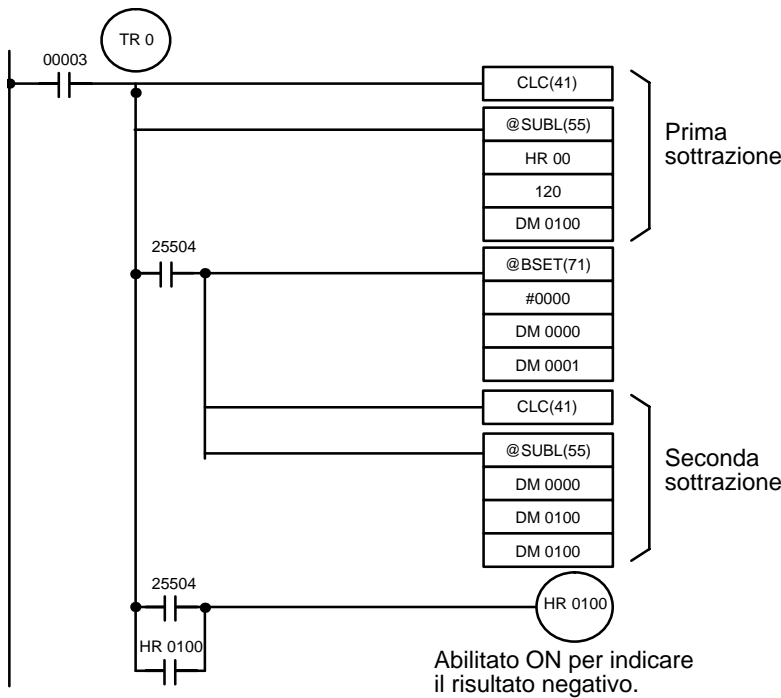 TR 0
00003
CLC(41)
@SUBL(55)
HR 00
120
DM 0100
Prima
sottrazione
25504
@BSET(71)
#0000
DM 0000
DM 0001
CLC(41)
@SUBL(55)
DM 0000
DM 0100
DM 0100
Seconda
sottrazione
25504
HR 0100
HR 0100
Abilitato ON per indicare
il risultato negativo.